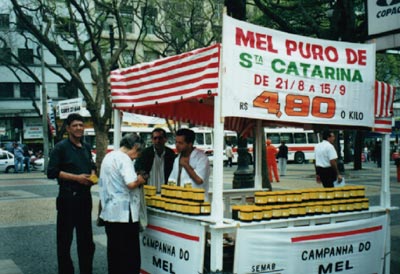 COPAC
MEL PURO DE
Sta CATARINA
DE 21/8 a 15/9
R$ 4,80 O KILO
CAMPANHA DO
MEL
CAMPANHA DO
SEMAB
MEL